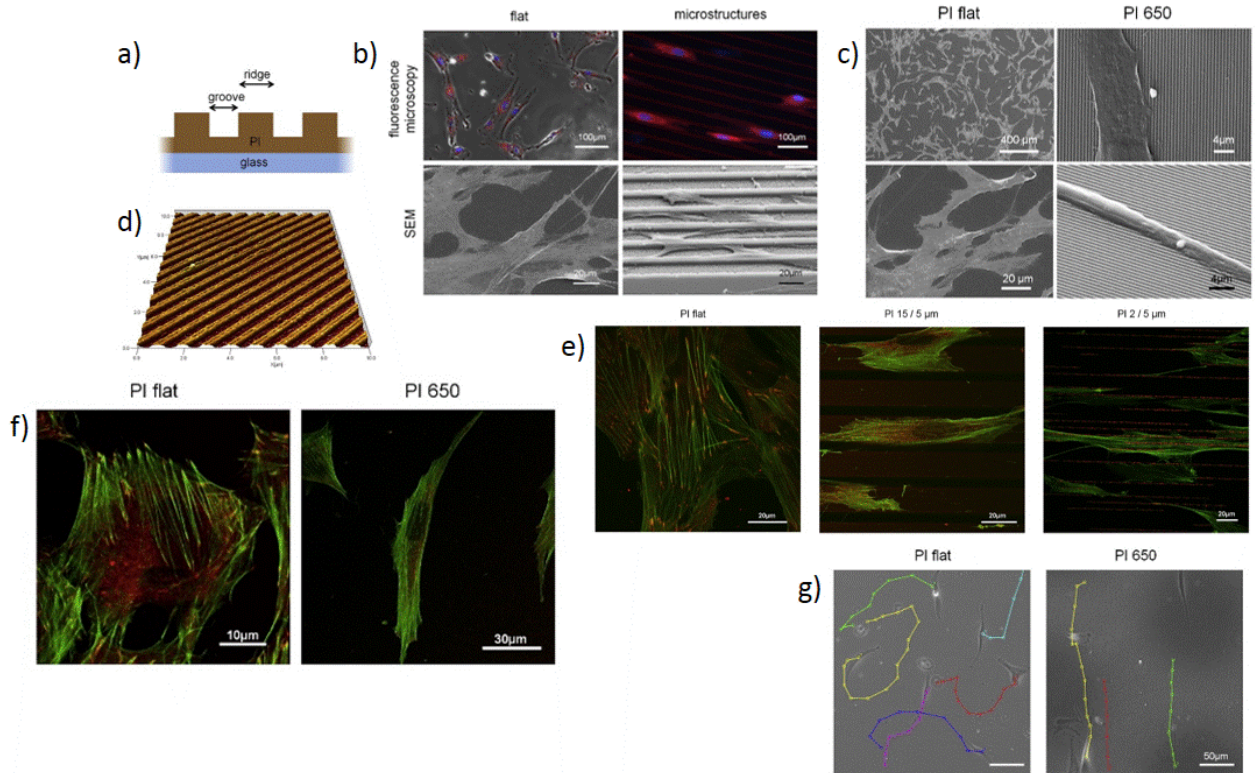 a)
ridge
groove
PI
glass
b)
flat
microstructures
fluorescence
microscopy
100µm
100µm
SEM
20µm
20µm
c)
PI flat
PI 650
400 µm
4µm
20 µm
4µm
d)
e)
PI flat
PI 15 / 5 µm
PI 2 / 5 µm
20µm
20µm
20µm
f)
PI flat
PI 650
10µm
30µm
g)
PI flat
PI 650
50µm